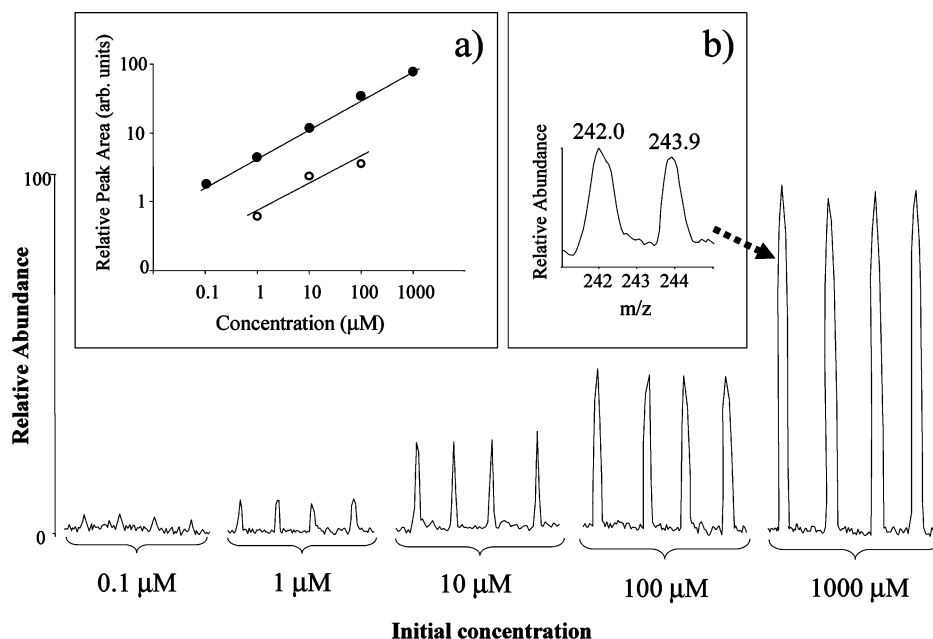 a)
Relative Peak Area (arb. units)
100
10
1
0
0.1 1 10 100 1000
Concentration (μM)
b)
242.0 243.9
Relative Abundance
242 243 244
m/z
Relative Abundance
100
0
0.1 μM 1 μM 10 μM 100 μM 1000 μM
Initial concentration